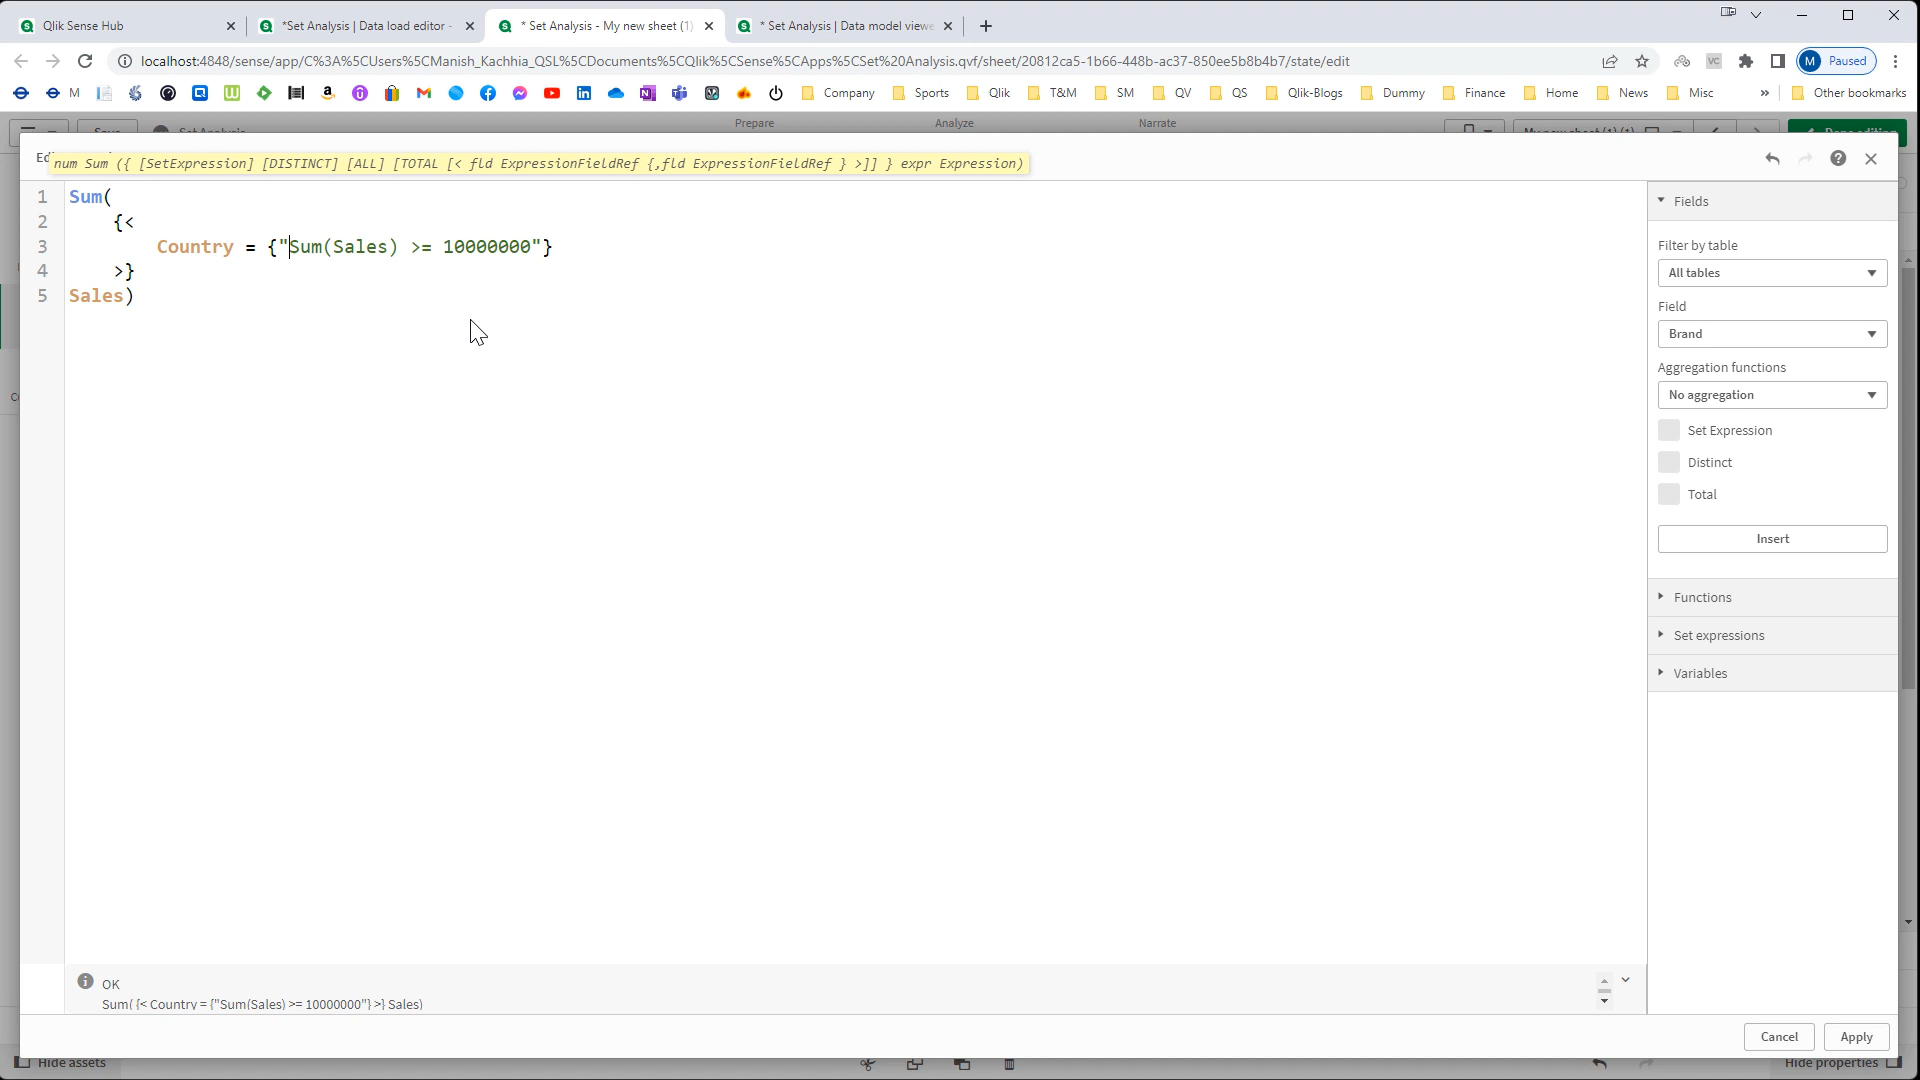 Qlik Sense Hub
*Set Analysis | Data load editor -
* Set Analysis - My new sheet (1)
* Set Analysis | Data model viewe
localhost:4848/sense/app/C%3A%5CUsers%5CManish_Kachhia_QSL%5CDocuments%5CQlik%5CSense%5CApps%5CSet%20Analysis.qvf/sheet/20812ca5-1b66-448b-ac37-850ee5b8b4b7/state/edit
VC
M Paused
M
Company
Sports
Qlik
T&M
SM
QV
QS
Qlik-Blogs
Dummy
Finance
Home
News
Misc
»
Other bookmarks
Prepare
Analyze
Narrate
num Sum ({ [SetExpression] [DISTINCT] [ALL] [TOTAL [< fld ExpressionFieldRef {,fld ExpressionFieldRef } >]] } expr Expression)
1 Sum(
2 {<
3 Country = {"Sum(Sales) >= 10000000"}
4 >}
5 Sales)
Fields
Filter by table
All tables
Field
Brand
Aggregation functions
No aggregation
Set Expression
Distinct
Total
Insert
Functions
Set expressions
Variables
OK
Sum( {< Country = {"Sum(Sales) >= 10000000"} >} Sales)
Cancel
Apply
Hide assets
Hide properties